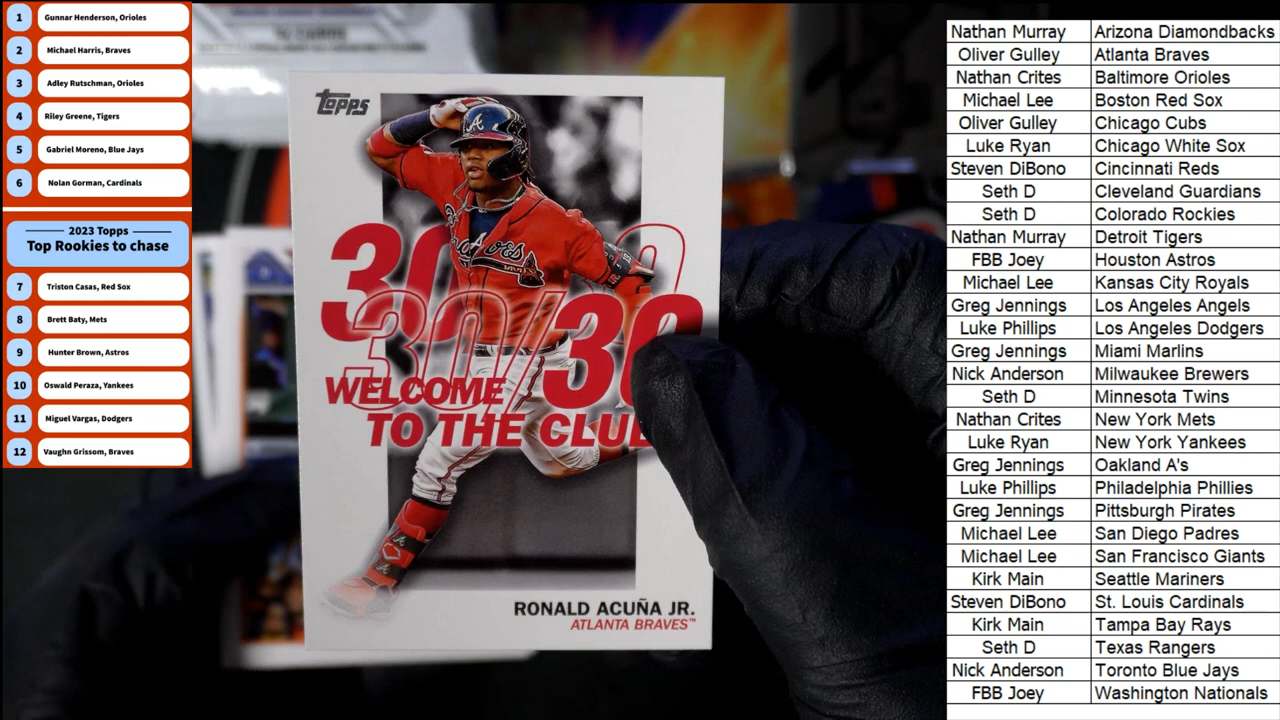 1 Gunnar Henderson, Orioles
2 Michael Harris, Braves
3 Adley Rutschman, Orioles
4 Riley Greene, Tigers
5 Gabriel Moreno, Blue Jays
6 Nolan Gorman, Cardinals
2023 Topps
Top Rookies to chase
7 Triston Casas, Red Sox
8 Brett Baty, Mets
9 Hunter Brown, Astros
10 Oswald Peraza, Yankees
11 Miguel Vargas, Dodgers
12 Vaughn Grissom, Braves
Topps
30/30
WELCOME
TO THE CLUB
RONALD ACUÑA JR.
ATLANTA BRAVES™
Nathan Murray Arizona Diamondbacks
Oliver Gulley Atlanta Braves
Nathan Crites Baltimore Orioles
Michael Lee Boston Red Sox
Oliver Gulley Chicago Cubs
Luke Ryan Chicago White Sox
Steven DiBono Cincinnati Reds
Seth D Cleveland Guardians
Seth D Colorado Rockies
Nathan Murray Detroit Tigers
FBB Joey Houston Astros
Michael Lee Kansas City Royals
Greg Jennings Los Angeles Angels
Luke Phillips Los Angeles Dodgers
Greg Jennings Miami Marlins
Nick Anderson Milwaukee Brewers
Seth D Minnesota Twins
Nathan Crites New York Mets
Luke Ryan New York Yankees
Greg Jennings Oakland A's
Luke Phillips Philadelphia Phillies
Greg Jennings Pittsburgh Pirates
Michael Lee San Diego Padres
Michael Lee San Francisco Giants
Kirk Main Seattle Mariners
Steven DiBono St. Louis Cardinals
Kirk Main Tampa Bay Rays
Seth D Texas Rangers
Nick Anderson Toronto Blue Jays
FBB Joey Washington Nationals